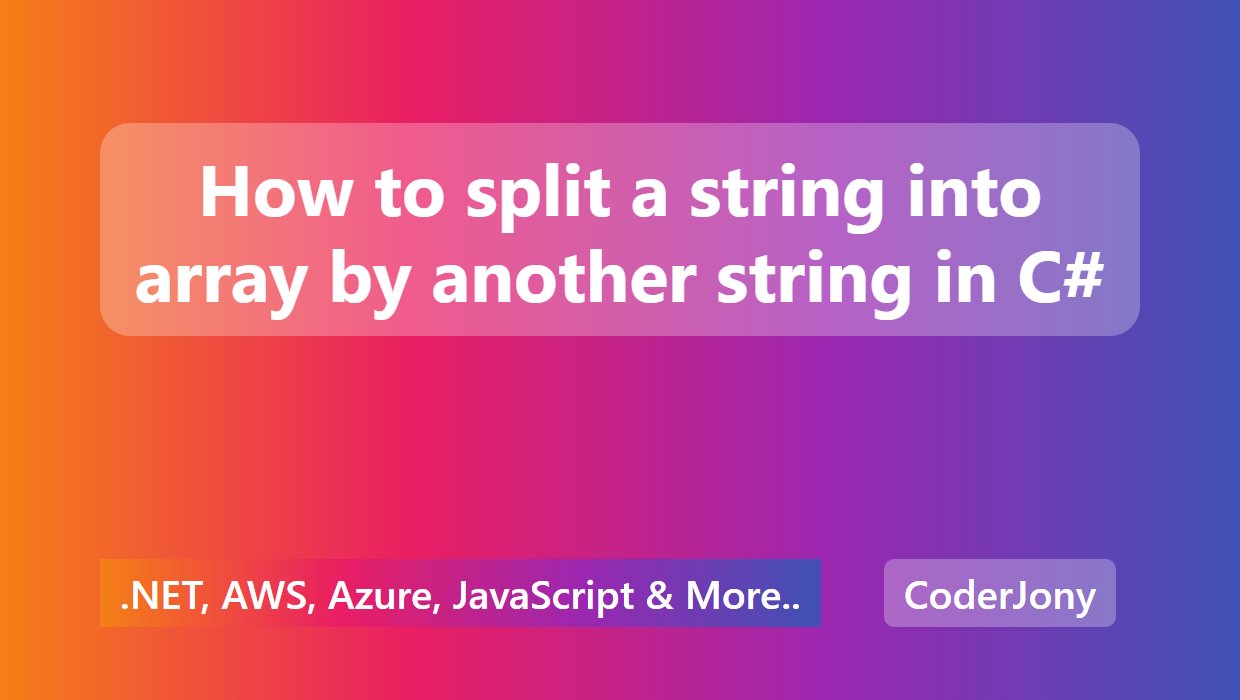 How to split a string into
array by another string in C#
.NET, AWS, Azure, JavaScript & More..
CoderJony